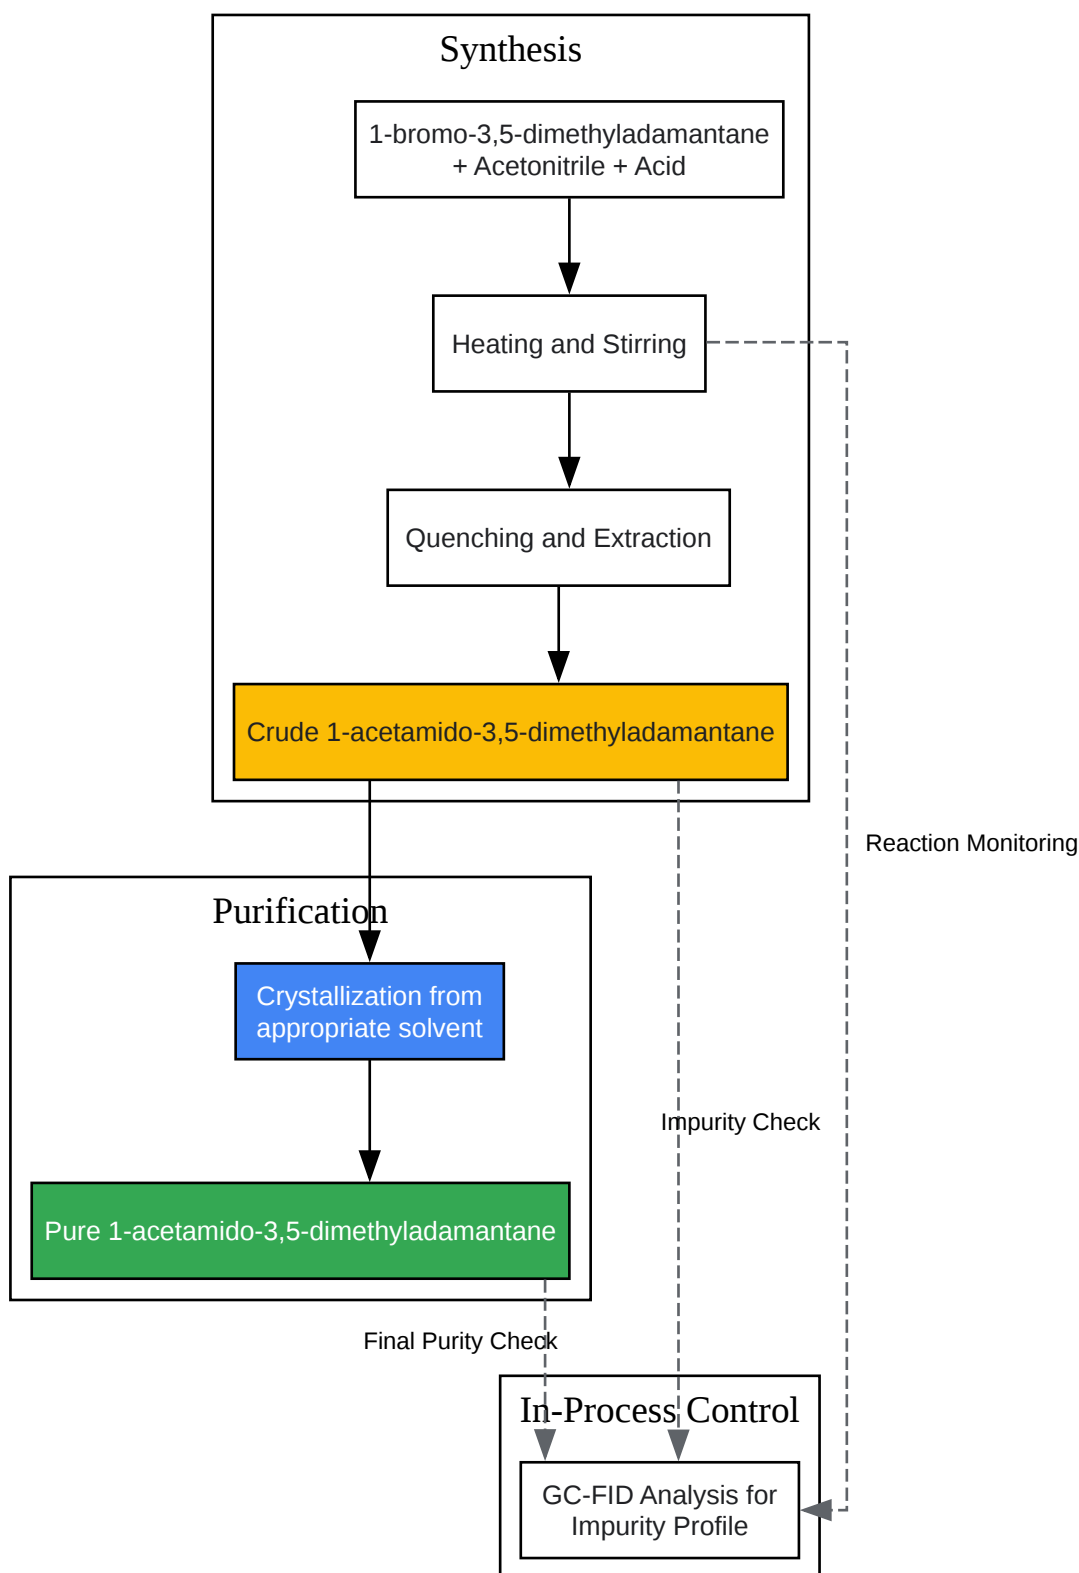 Synthesis
1-bromo-3,5-dimethyladamantane
+ Acetonitrile + Acid
Heating and Stirring
Quenching and Extraction
Crude 1-acetamido-3,5-dimethyladamantane
Reaction Monitoring
Purification
Crystallization from
appropriate solvent
Impurity Check
Pure 1-acetamido-3,5-dimethyladamantane
Final Purity Check
In-Process Control
GC-FID Analysis for
Impurity Profile